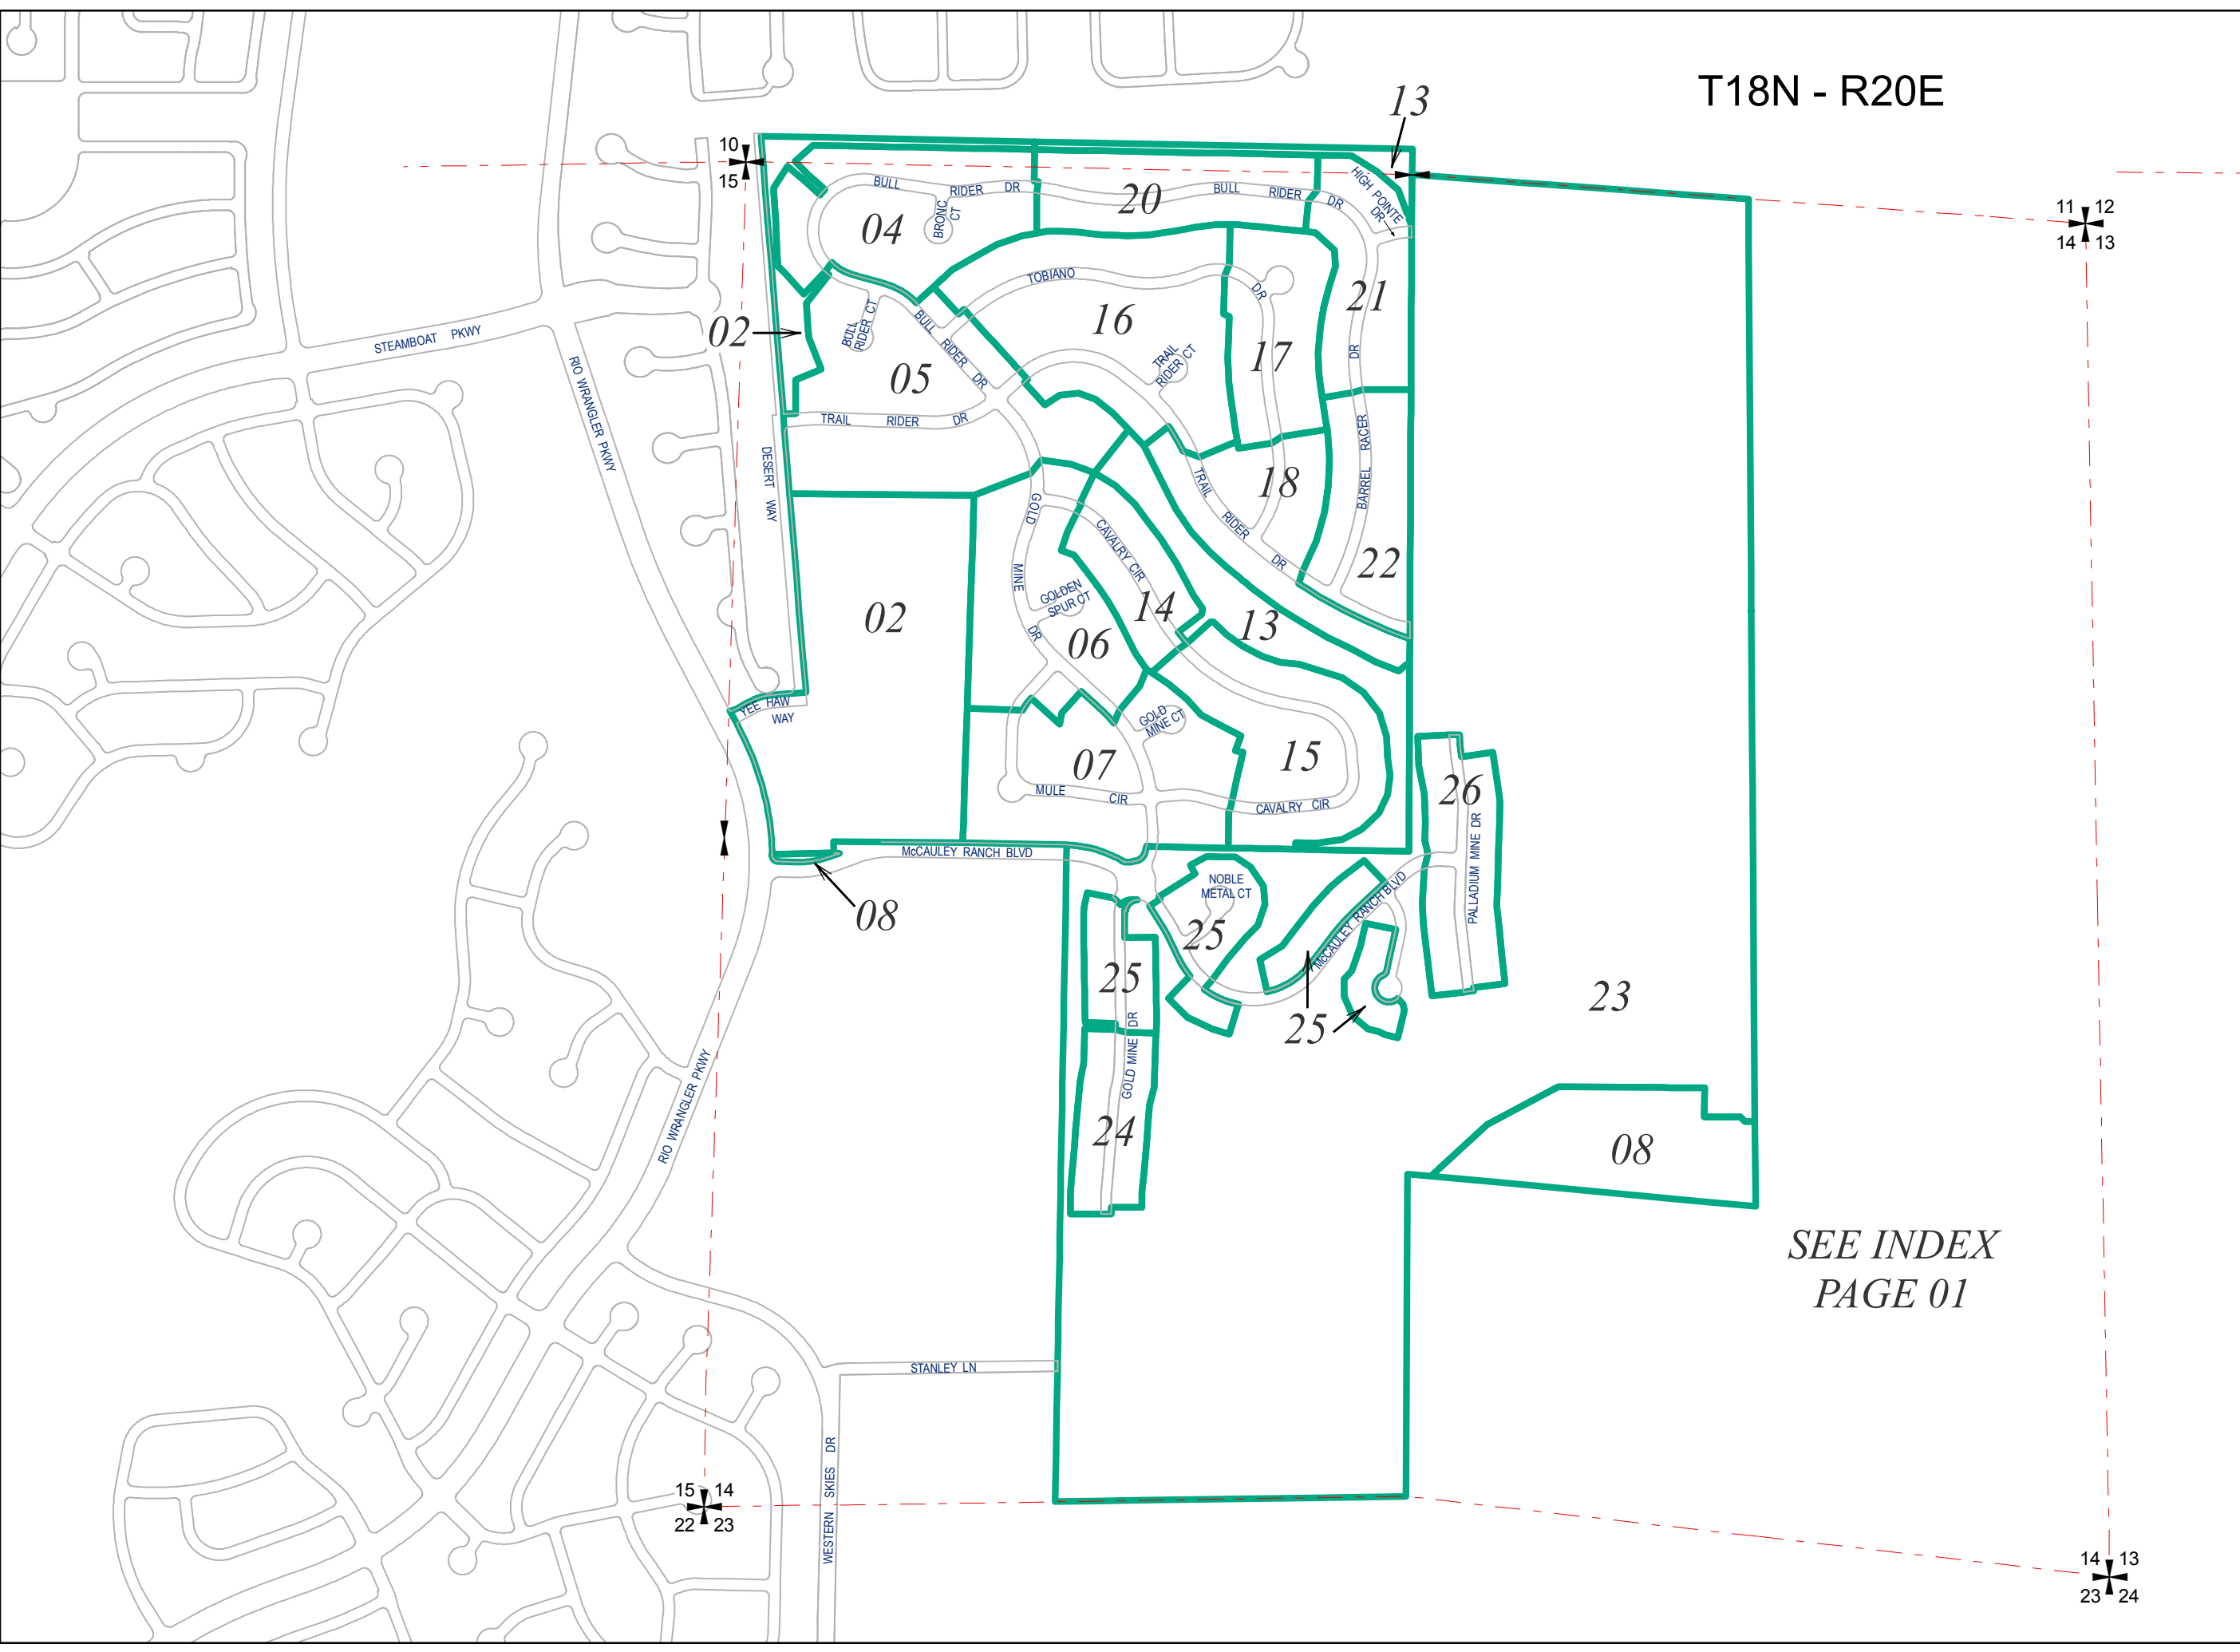 T18N - R20E
13
10
15
11 12
14 13
HIGH POINTE
DR
BULL RIDER DR
BRONC
CT
04
20
BULL RIDER DR
21
DR
BARREL RACER
22
TOBIANO
DR
16
17
18
TRAIL
RIDER CT
02
BULL
RIDER CT
05
BULL RIDER DR
TRAIL RIDER DR
TRAIL RIDER DR
STEAMBOAT PKWY
RIO WRANGLER PKWY
DESERT WAY
02
GOLD MINE DR
CAVALRY CIR
GOLDEN
SPUR CT
14
06
13
YEE HAW
WAY
GOLD
MINE CT
07
15
MULE CIR
CAVALRY CIR
26
PALLADIUM MINE DR
McCAULEY RANCH BLVD
08
NOBLE
METAL CT
25
McCAULEY RANCH BLVD
25
25
23
GOLD MINE DR
24
08
RIO WRANGLER PKWY
SEE INDEX
PAGE 01
STANLEY LN
WESTERN SKIES DR
15 14
22 23
14 13
23 24